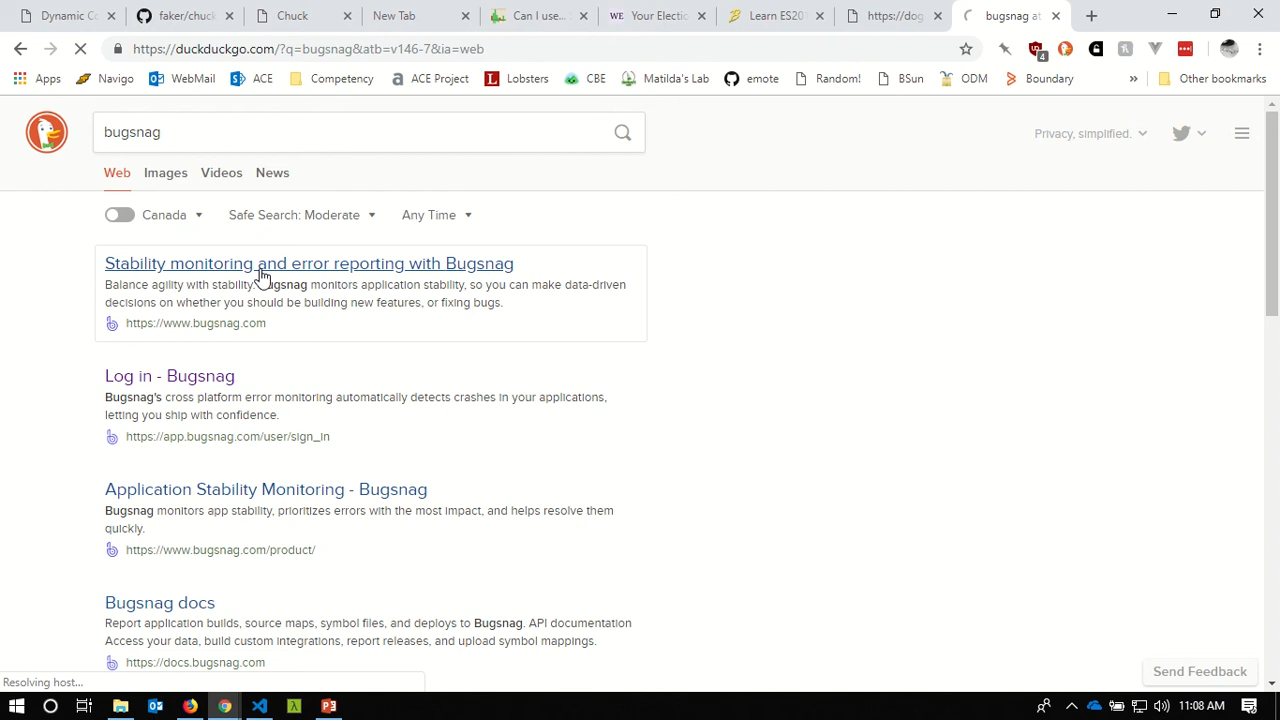 Dynamic C
faker/chuck
Chuck
New Tab
Can I use...
Your Election
Learn ES201
https://dog
bugsnag at
https://duckduckgo.com/?q=bugsnag&atb=v146-7&ia=web
4
Apps
Navigo
WebMail
ACE
Competency
ACE Project
Lobsters
CBE
Matilda's Lab
emote
Random!
BSun
ODM
Boundary
»
Other bookmarks
bugsnag
Privacy, simplified.
Web
Images
Videos
News
Canada
Safe Search: Moderate
Any Time
Stability monitoring and error reporting with Bugsnag
Balance agility with stability. Bugsnag monitors application stability, so you can make data-driven
decisions on whether you should be building new features, or fixing bugs.
https://www.bugsnag.com
Log in - Bugsnag
Bugsnag's cross platform error monitoring automatically detects crashes in your applications,
letting you ship with confidence.
https://app.bugsnag.com/user/sign_in
Application Stability Monitoring - Bugsnag
Bugsnag monitors app stability, prioritizes errors with the most impact, and helps resolve them
quickly.
https://www.bugsnag.com/product/
Bugsnag docs
Report application builds, source maps, symbol files, and deploys to Bugsnag. API documentation
Access your data, build custom integrations, report releases, and upload symbol mappings.
https://docs.bugsnag.com
Send Feedback
Resolving host...
11:08 AM